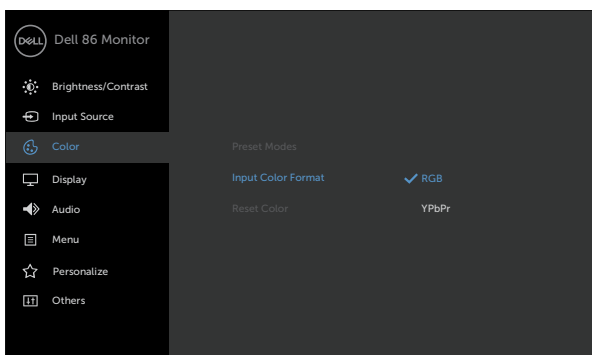 DELL
Dell 86 Monitor
Brightness/Contrast
Input Source
Color
Preset Modes
Display
Input Color Format
RGB
Audio
Reset Color
YPbPr
Menu
Personalize
Others